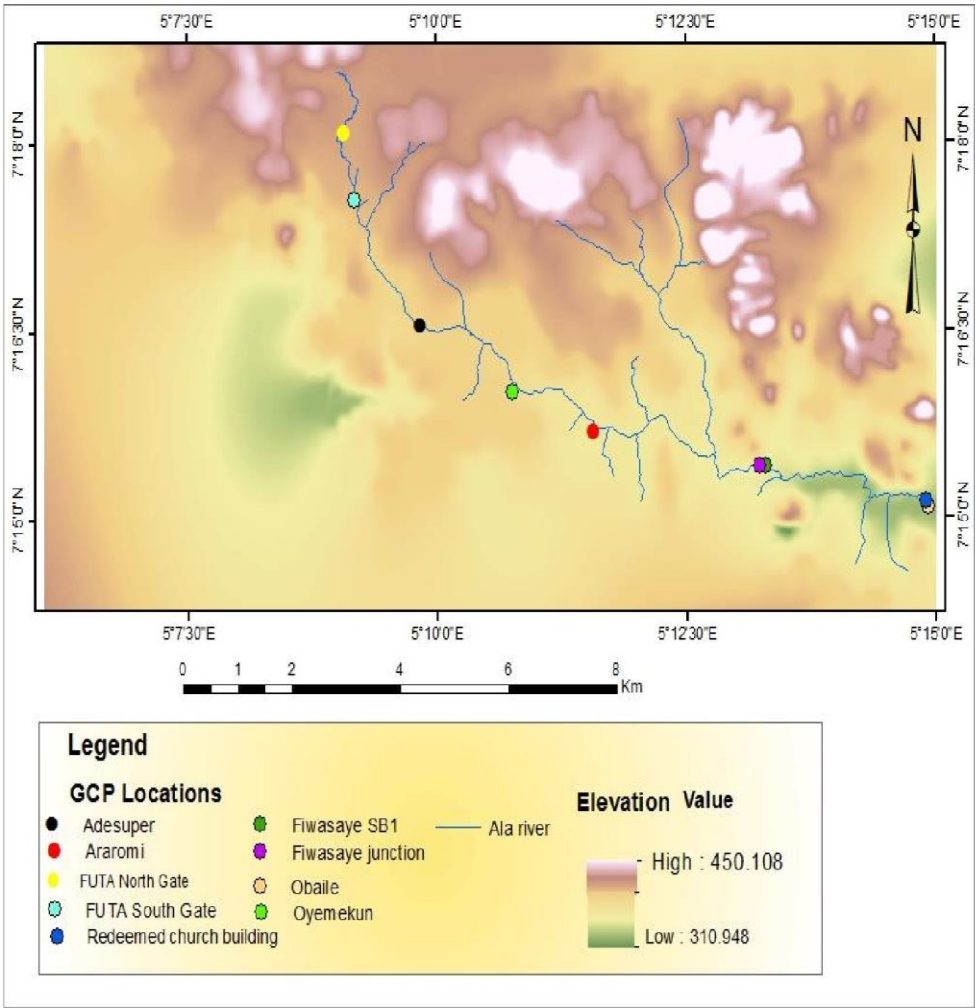 5°7'30"E 5°10'0"E 5°12'30"E 5°15'0"E
N
7°18'0"N 7°18'0"N
7°16'30"N 7°16'30"N
7°15'0"N 7°15'0"N
5°7'30"E 5°10'0"E 5°12'30"E 5°15'0"E
0 1 2 4 6 8
Km
Legend
GCP Locations
Adesuper
Araromi
FUTA North Gate
FUTA South Gate
Redeemed church building
Fiwasaye SB1
Fiwasaye junction
Obaile
Oyemekun
Ala river
Elevation Value
High : 450.108
Low : 310.948